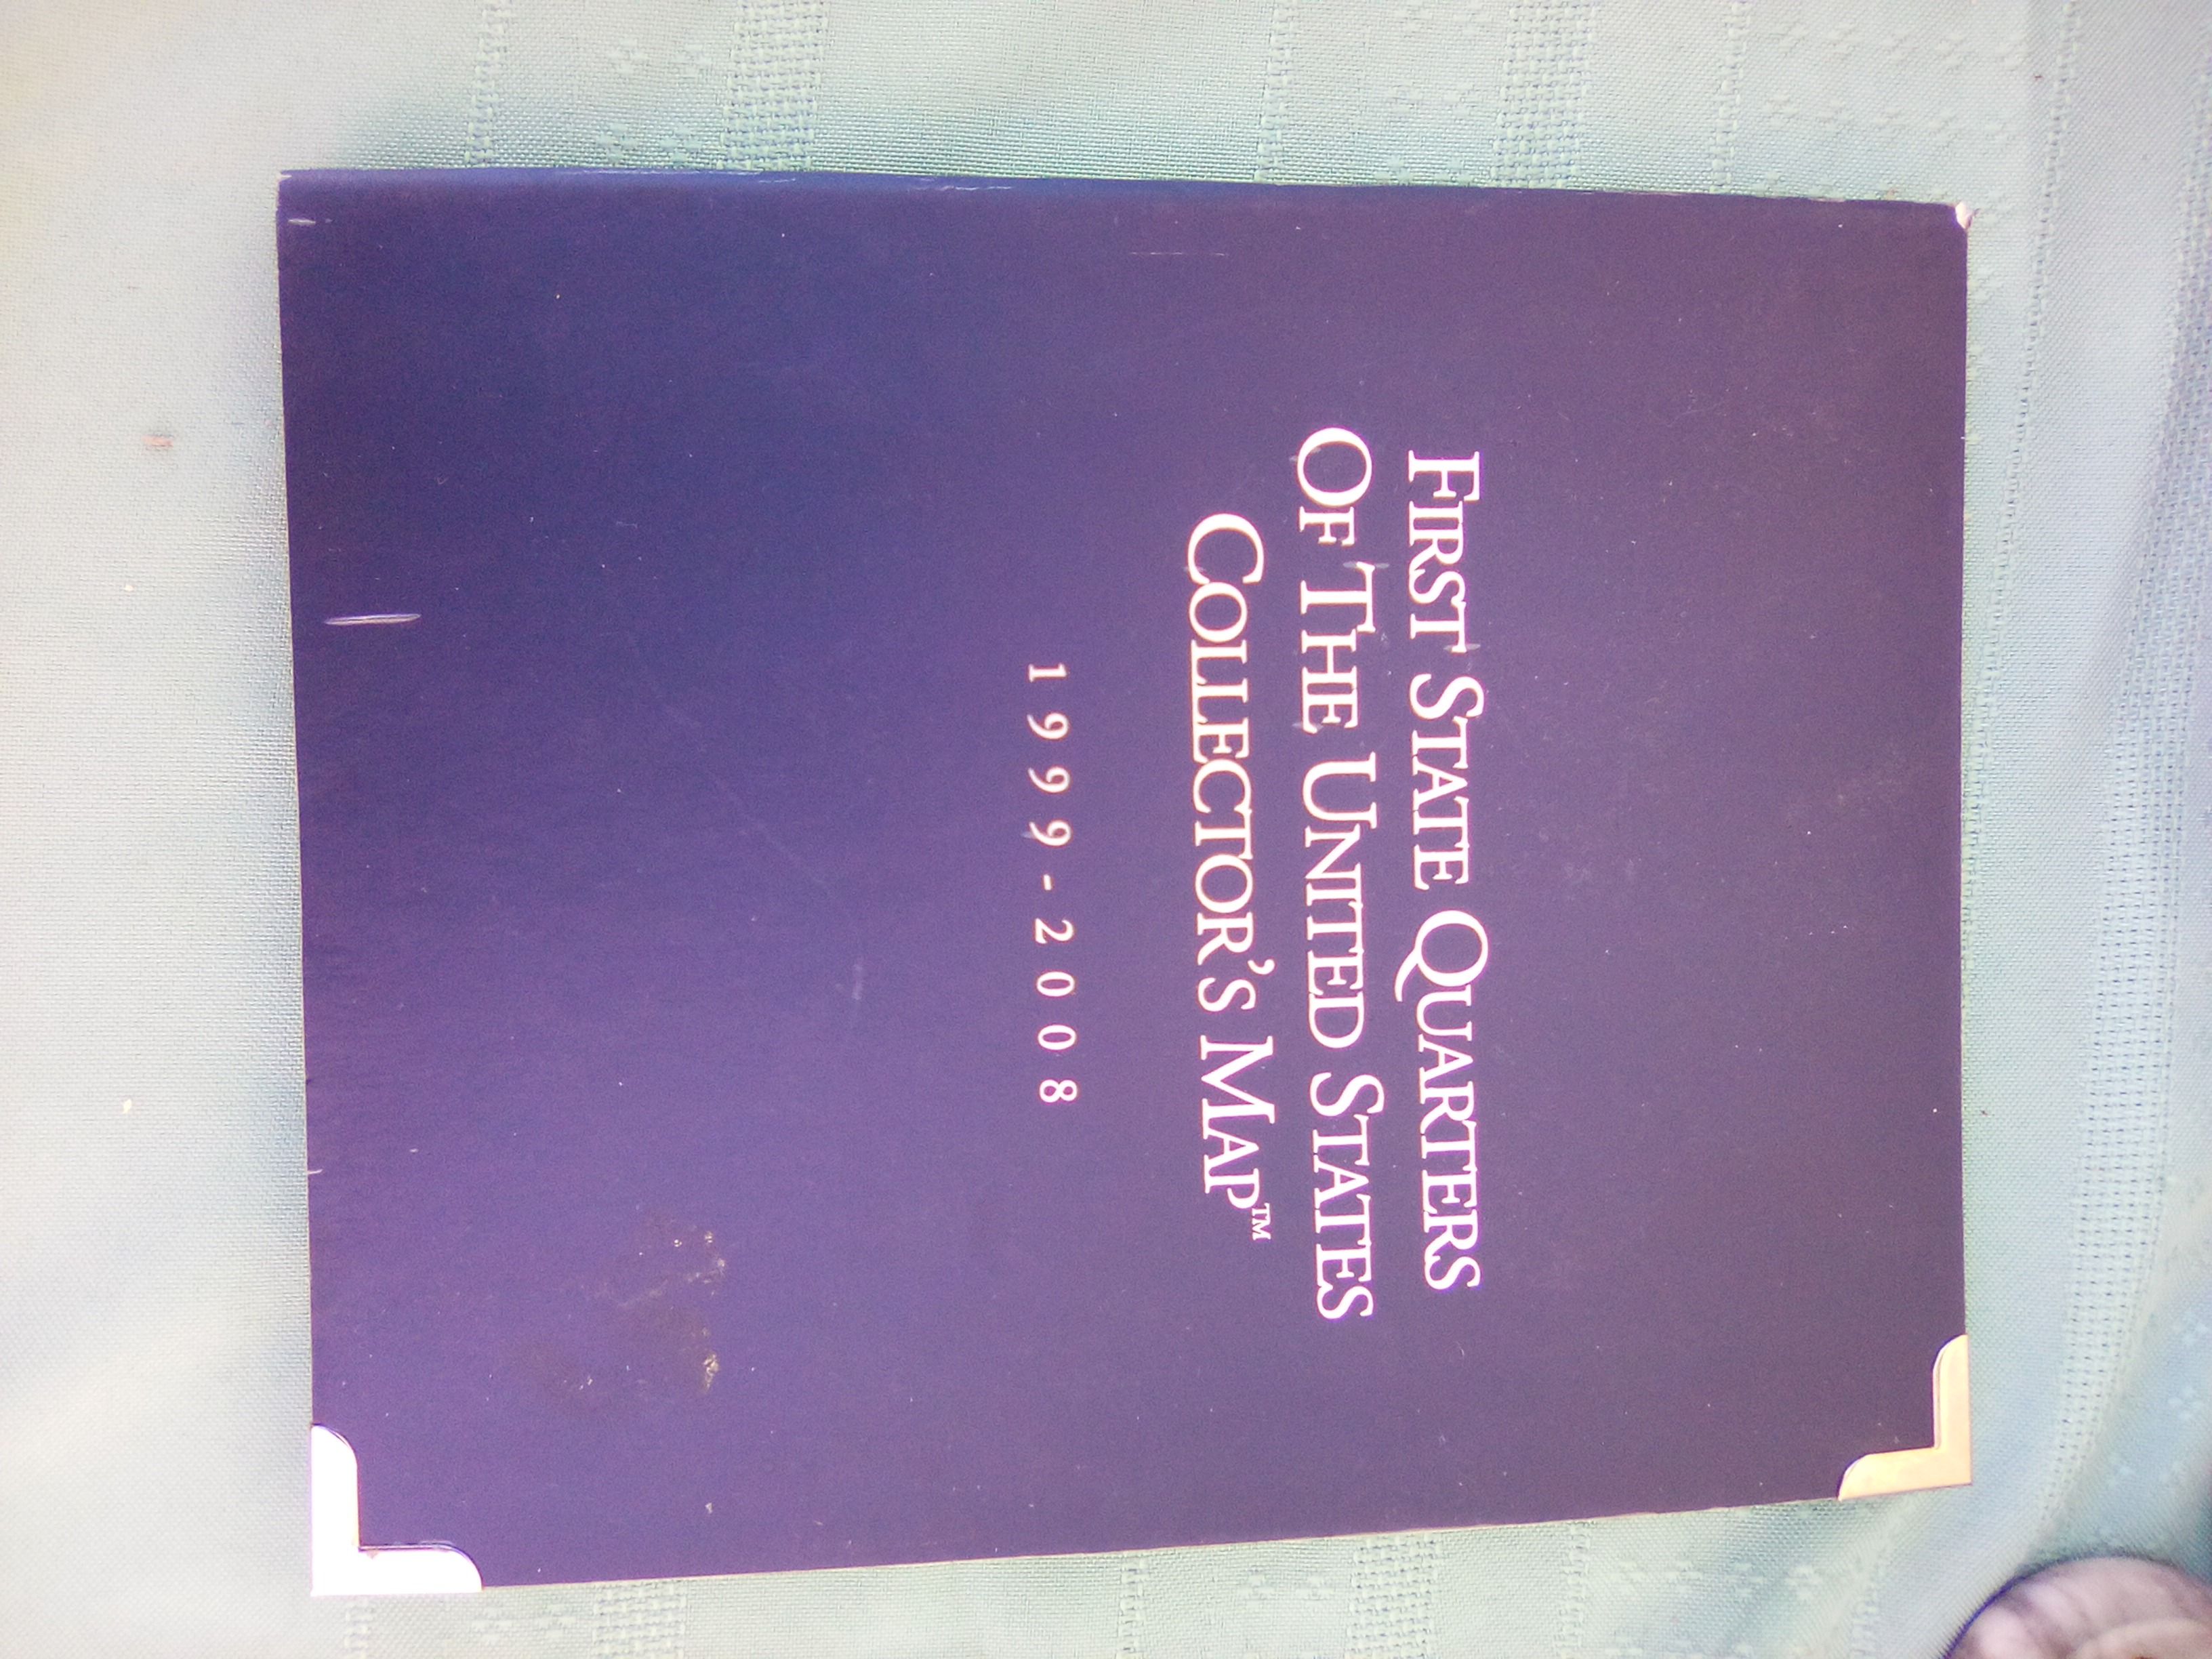 First State Quarters
Of The United States
Collector's Map™
1999-2008